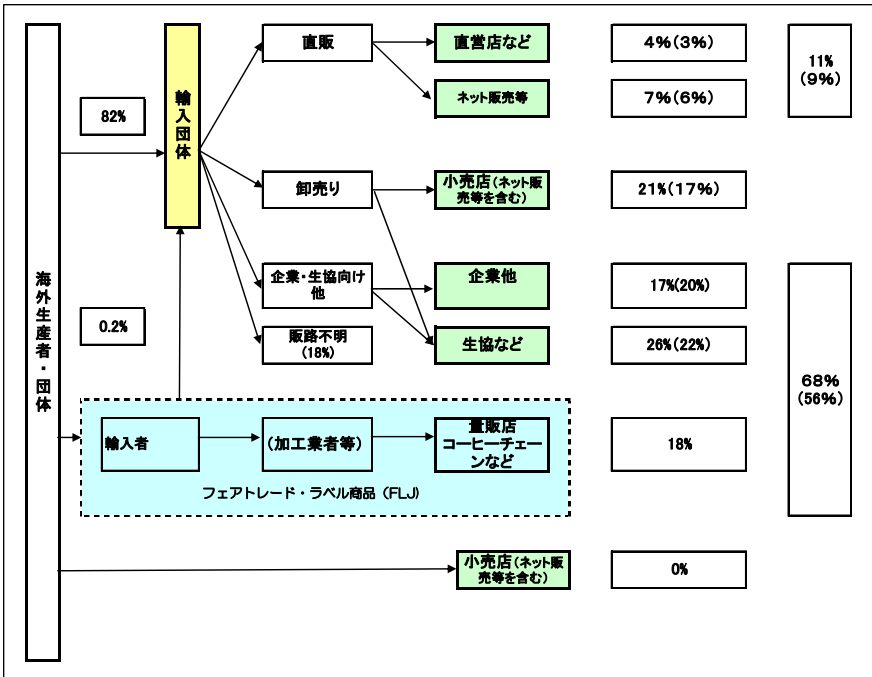 海外生産者・団体
82%
0.2%
輸入団体
直販
直営店など
4%(3%)
11%
(9%)
ネット販売等
7%(6%)
卸売り
小売店(ネット販
売等を含む)
21%(17%)
企業・生協向け
他
企業他
17%(20%)
販路不明
(18%)
生協など
26%(22%)
68%
(56%)
輸入者
(加工業者等)
量販店
コーヒーチェー
ンなど
18%
フェアトレード・ラベル商品(FLJ)
小売店(ネット販
売等を含む)
0%